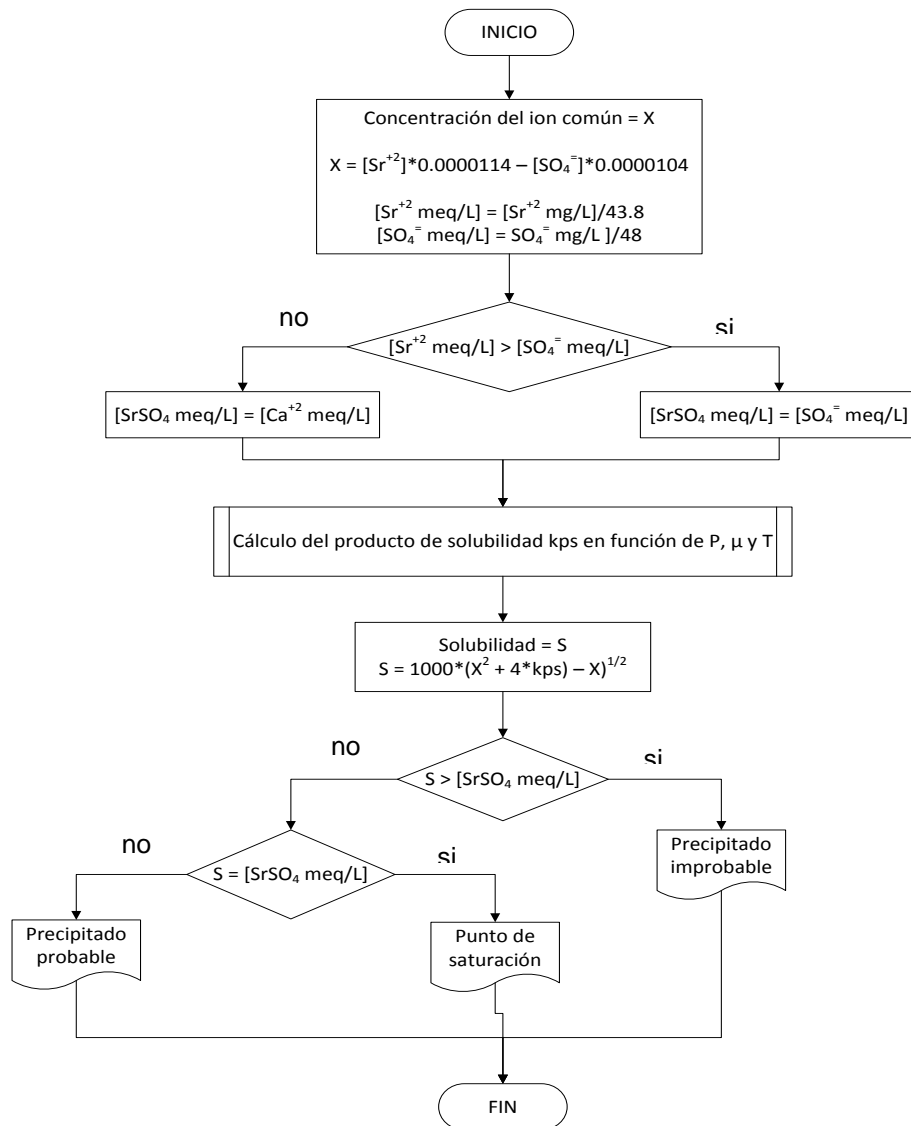 INICIO
Concentración del ion común = X
X = [Sr⁺²]*0.0000114 – [SO₄⁼]*0.0000104
[Sr⁺² meq/L] = [Sr⁺² mg/L]/43.8
[SO₄⁼ meq/L] = SO₄⁼ mg/L ]/48
no
si
[Sr⁺² meq/L] > [SO₄⁼ meq/L]
[SrSO₄ meq/L] = [Ca⁺² meq/L]
[SrSO₄ meq/L] = [SO₄⁼ meq/L]
Cálculo del producto de solubilidad kps en función de P, μ y T
Solubilidad = S
S = 1000*(X² + 4*kps) – X)¹/²
no
si
S > [SrSO₄ meq/L]
no
si
S = [SrSO₄ meq/L]
Precipitado
improbable
Precipitado
probable
Punto de
saturación
FIN